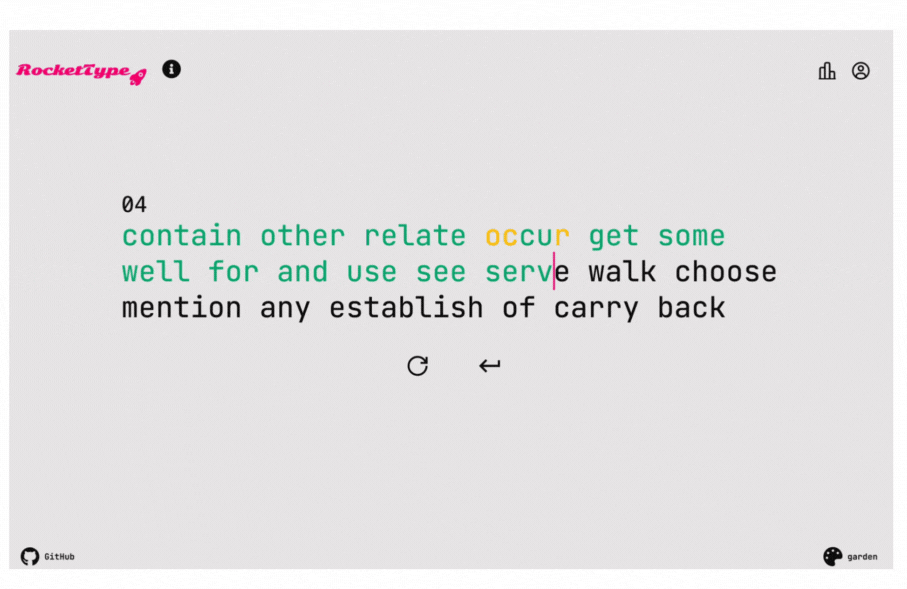 RocketType
04
contain other relate occur get some
well for and use see serve walk choose
mention any establish of carry back
GitHub
garden